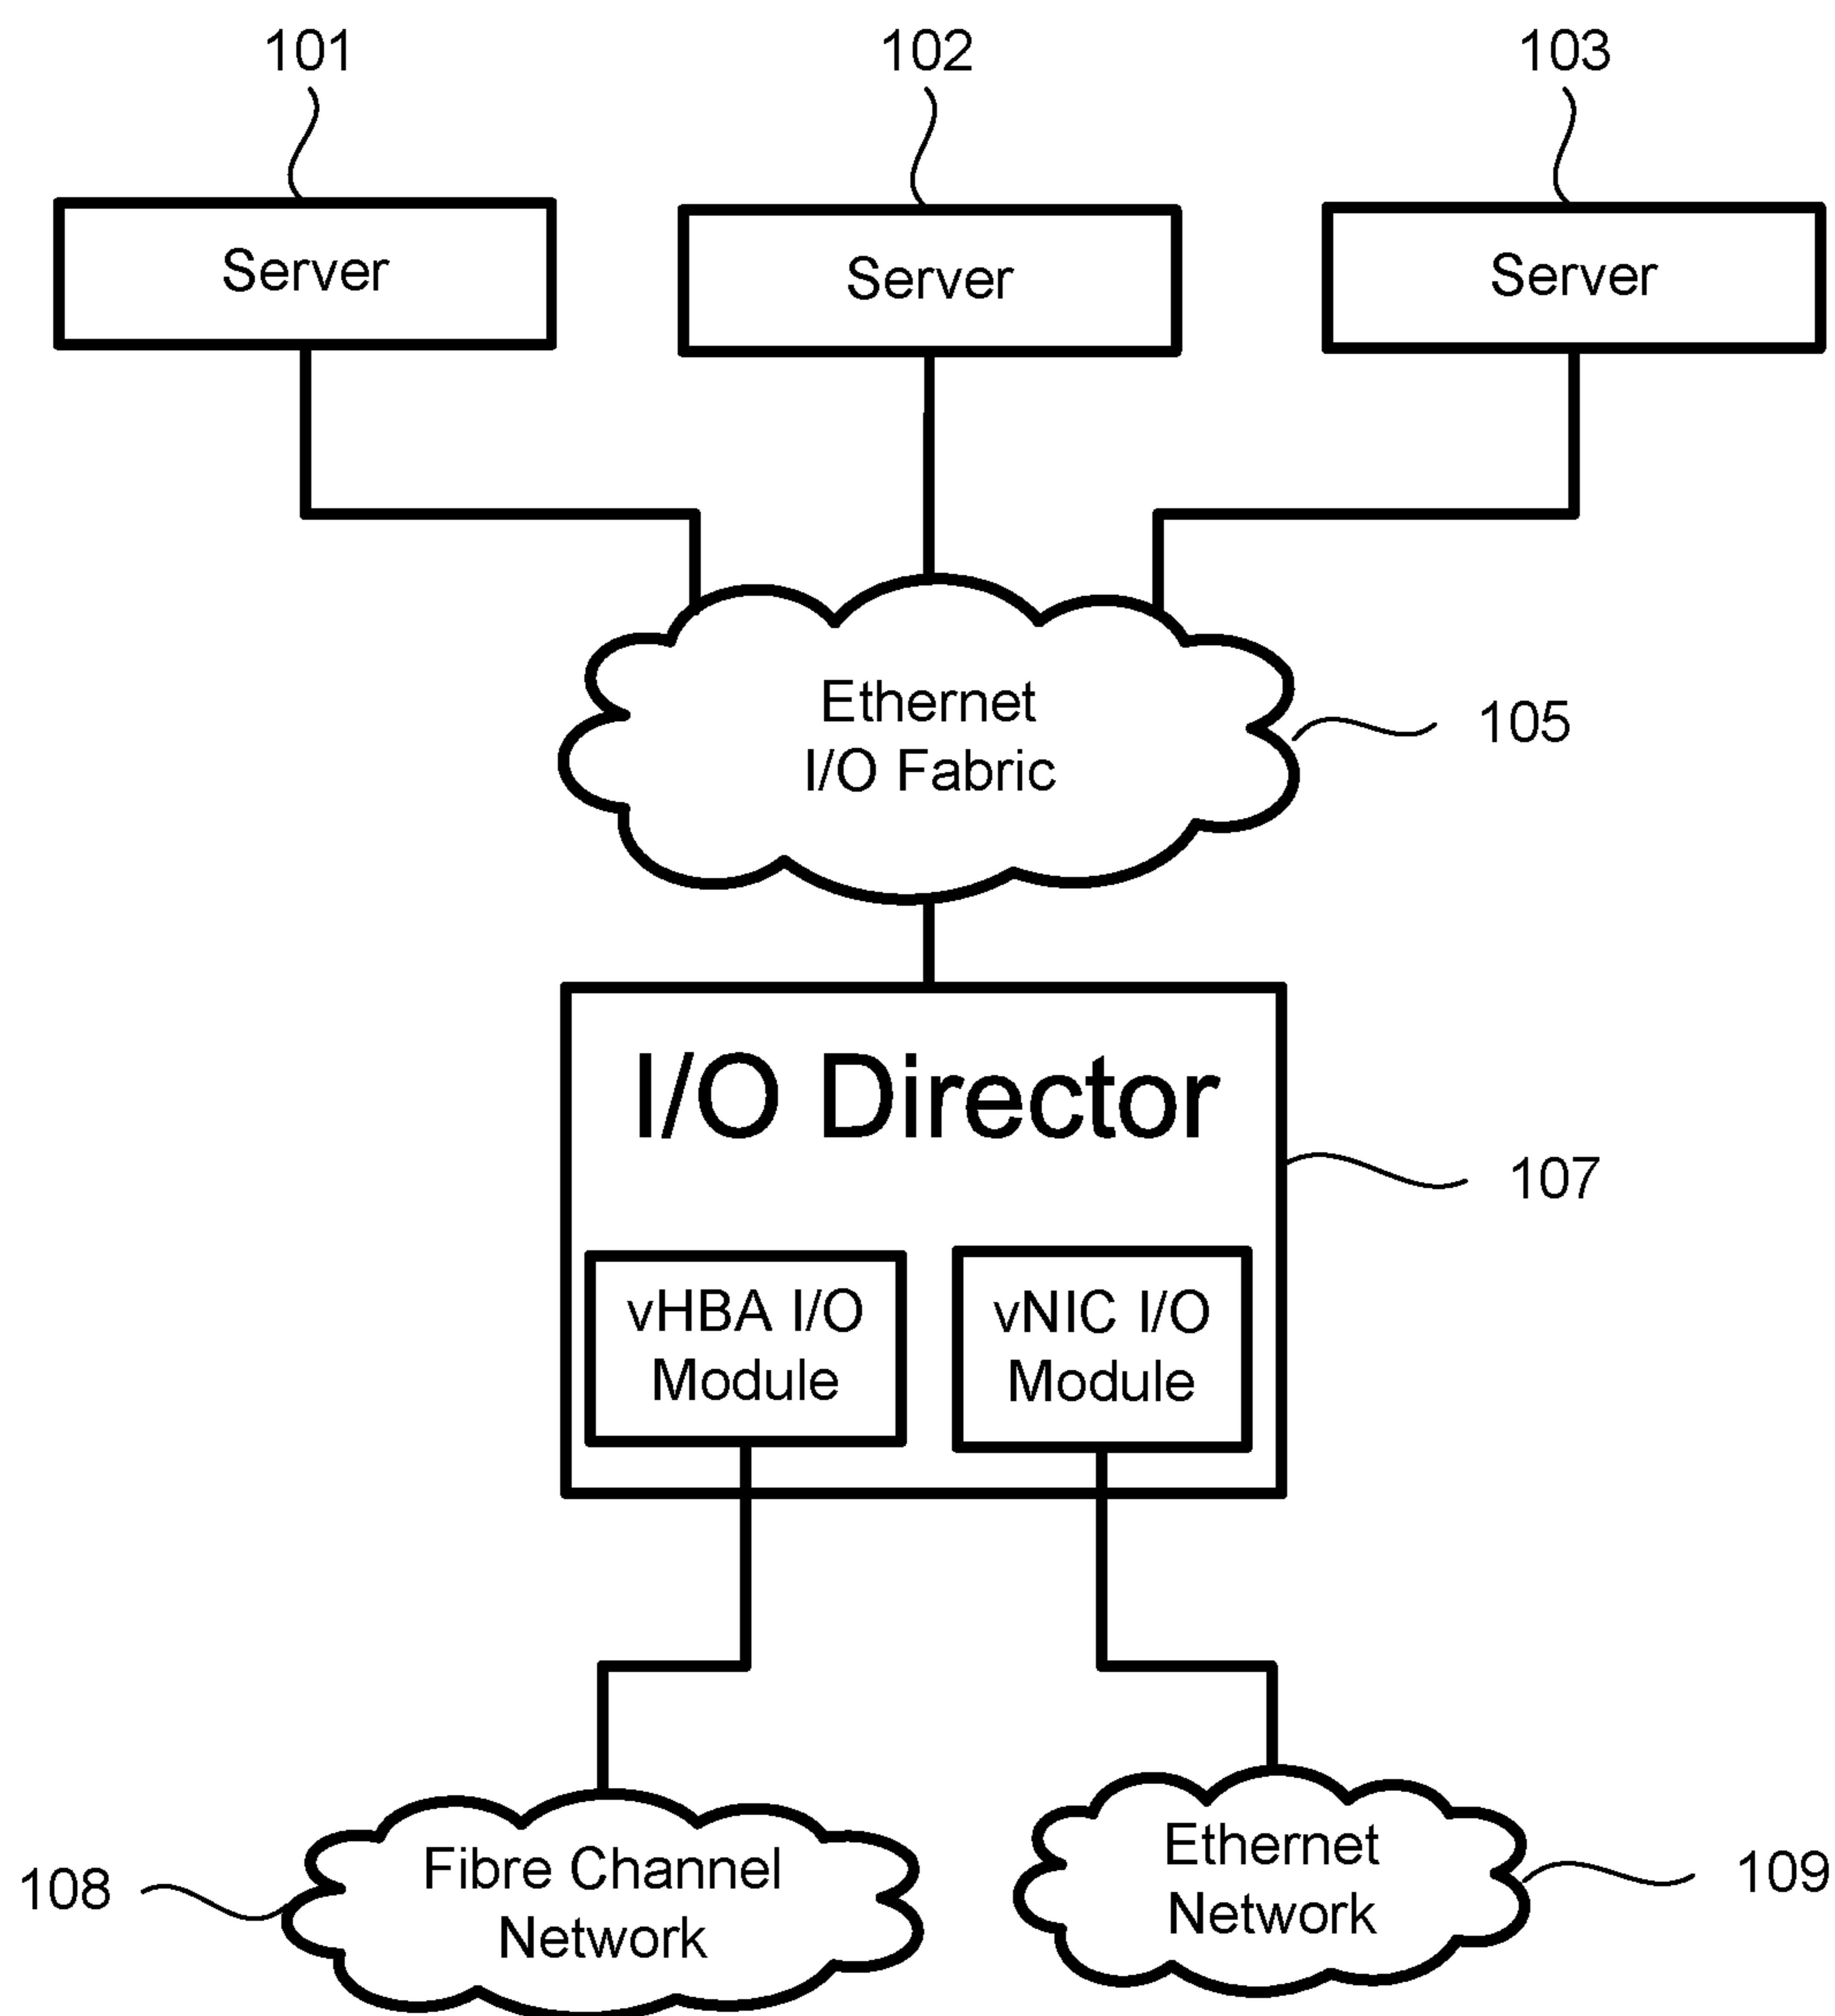 101
102
103
Server
Server
Server
Ethernet
I/O Fabric
105
I/O Director
107
vHBA I/O
Module
vNIC I/O
Module
Fibre Channel
Network
108
Ethernet
Network
109